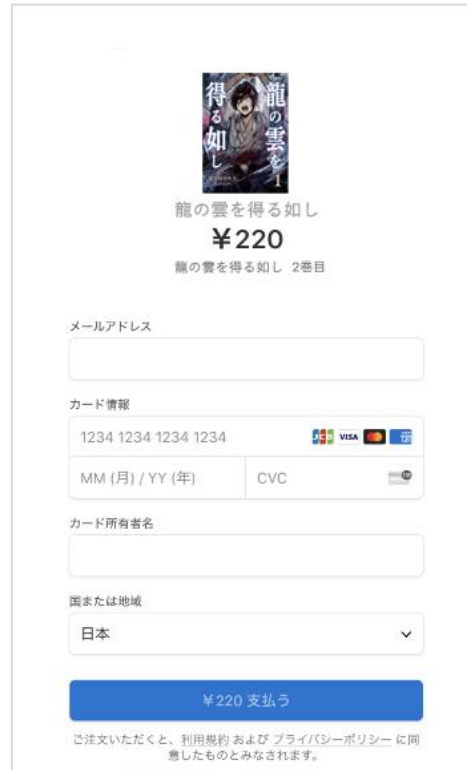 龍の雲を
得る如し
1
龍の雲を得る如し
¥220
龍の雲を得る如し 2巻目
メールアドレス
カード情報
1234 1234 1234 1234
JCB VISA
MM (月) / YY (年)
CVC
カード所有者名
国または地域
日本
¥220 支払う
ご注文いただくと、利用規約 および プライバシーポリシー に同
意したものとみなされます。